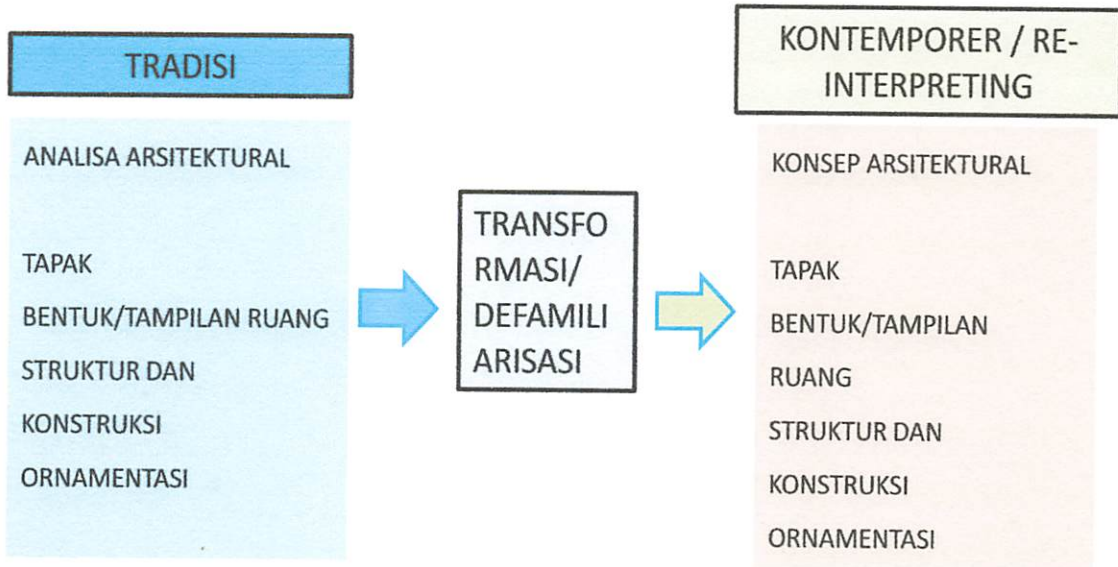 TRADISI
ANALISA ARSITEKTURAL
TAPAK
BENTUK/TAMPILAN RUANG
STRUKTUR DAN
KONSTRUKSI
ORNAMENTASI
TRANSFO
RMASI/
DEFAMILI
ARISASI
KONTEMPORER / RE-
INTERPRETING
KONSEP ARSITEKTURAL
TAPAK
BENTUK/TAMPILAN
RUANG
STRUKTUR DAN
KONSTRUKSI
ORNAMENTASI